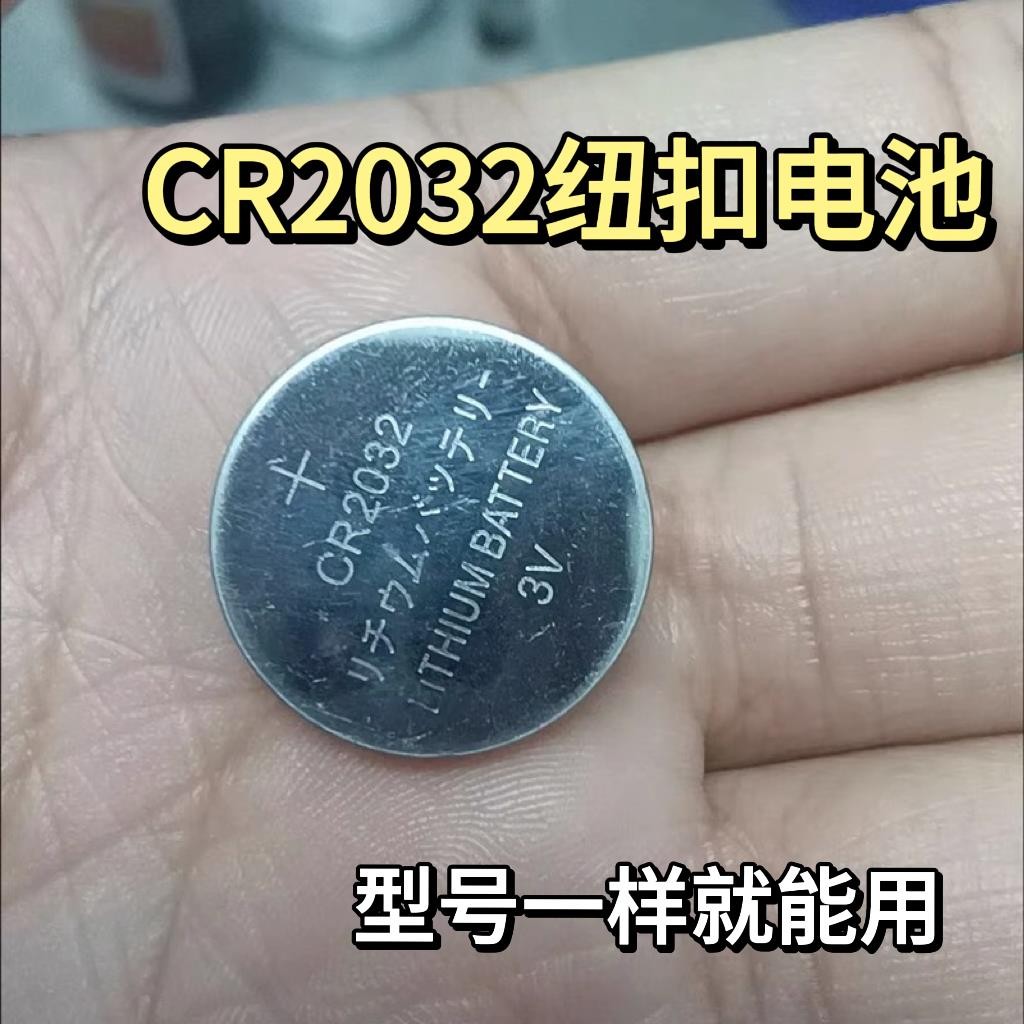 CR2032纽扣电池
+
CR2032
リチウムバッテリー
LITHIUM BATTERY
3V
型号一样就能用